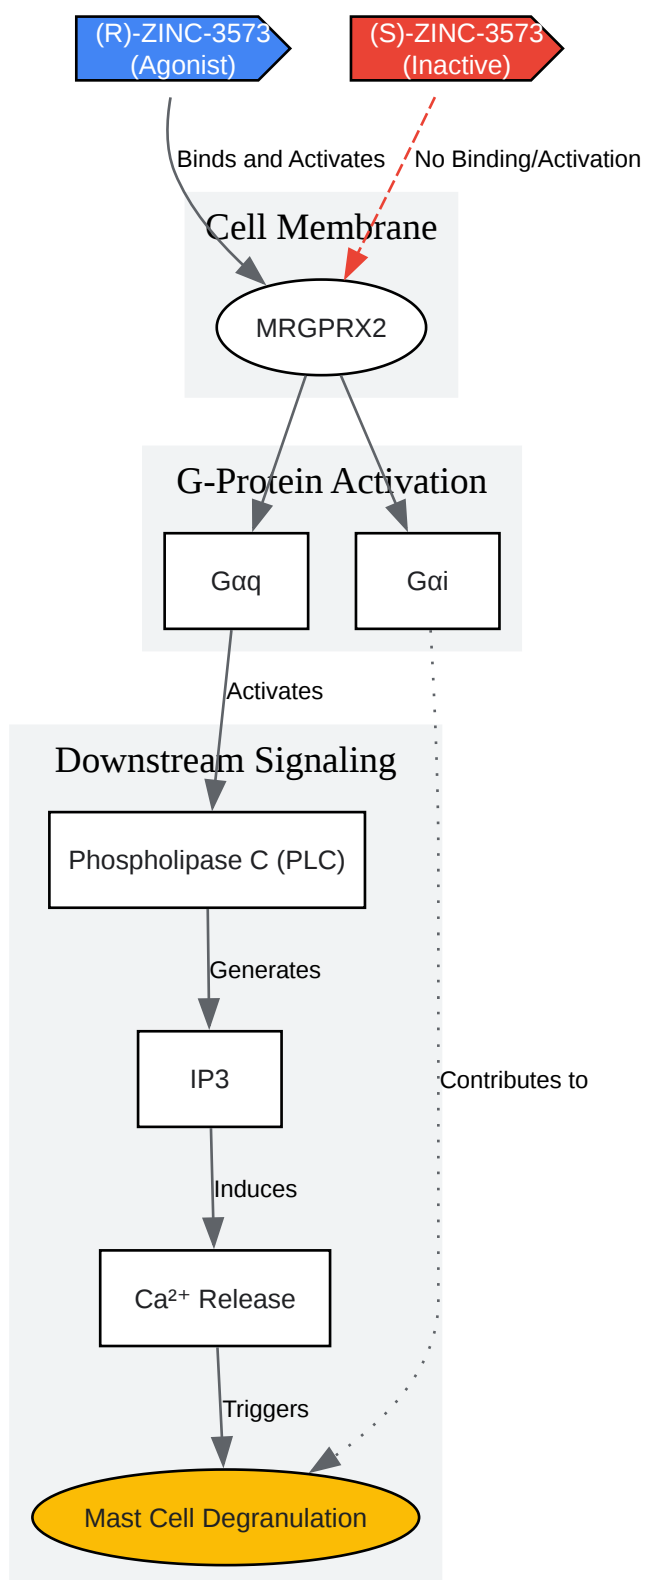 (R)-ZINC-3573
(Agonist)
(S)-ZINC-3573
(Inactive)
Binds and Activates
No Binding/Activation
Cell Membrane
MRGPRX2
G-Protein Activation
Gαq
Gαi
Activates
Downstream Signaling
Phospholipase C (PLC)
Generates
IP3
Contributes to
Induces
Ca²⁺ Release
Triggers
Mast Cell Degranulation